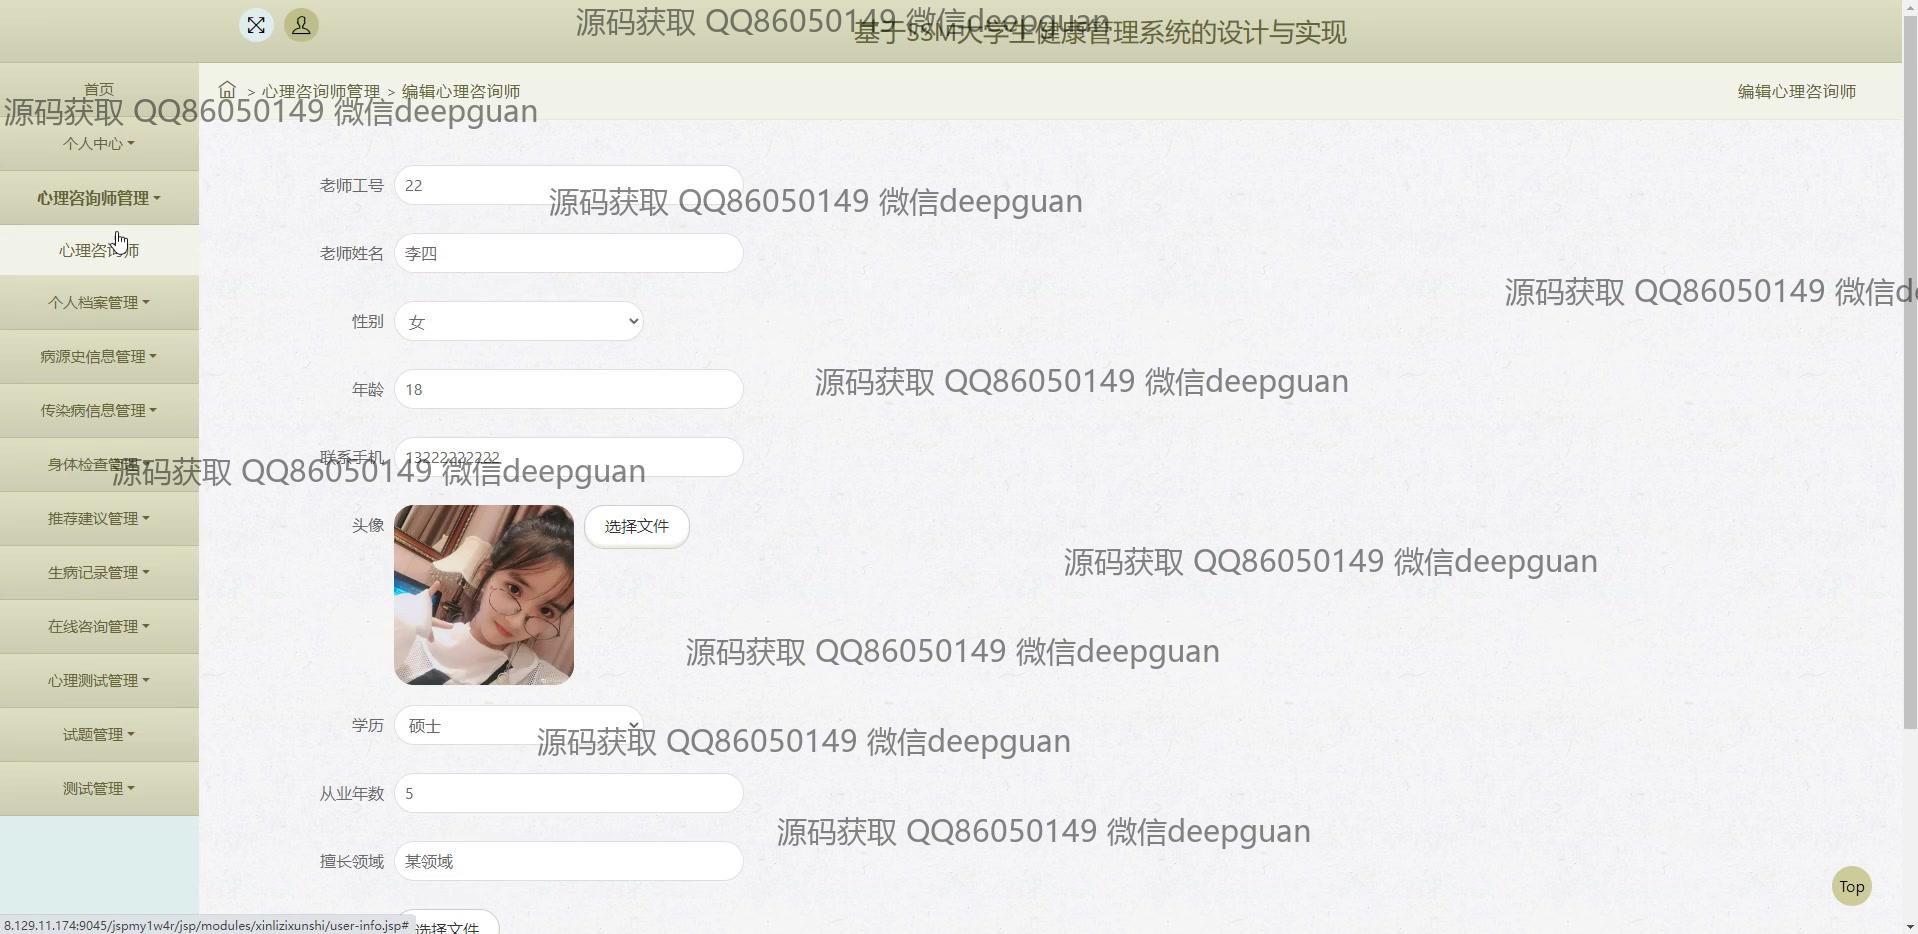 源码获取 QQ86050149 微信deepguan
基于SSM大学生健康管理系统的设计与实现
首页
> 心理咨询师管理 > 编辑心理咨询师
编辑心理咨询师
源码获取 QQ86050149 微信deepguan
个人中心
心理咨询师管理
心理咨询师
个人档案管理
病源史信息管理
传染病信息管理
身体检查管理
推荐建议管理
生病记录管理
在线咨询管理
心理测试管理
试题管理
测试管理
老师工号 22
源码获取 QQ86050149 微信deepguan
老师姓名 李四
源码获取 QQ86050149 微信de
性别 女
年龄 18
源码获取 QQ86050149 微信deepguan
联系手机 13222222222
源码获取 QQ86050149 微信deepguan
头像 选择文件
源码获取 QQ86050149 微信deepguan
源码获取 QQ86050149 微信deepguan
学历 硕士
源码获取 QQ86050149 微信deepguan
从业年数 5
源码获取 QQ86050149 微信deepguan
擅长领域 某领域
Top
选择文件
8.129.11.174:9045/jspmy1w4r/jsp/modules/xinlizixunshi/user-info.jsp#